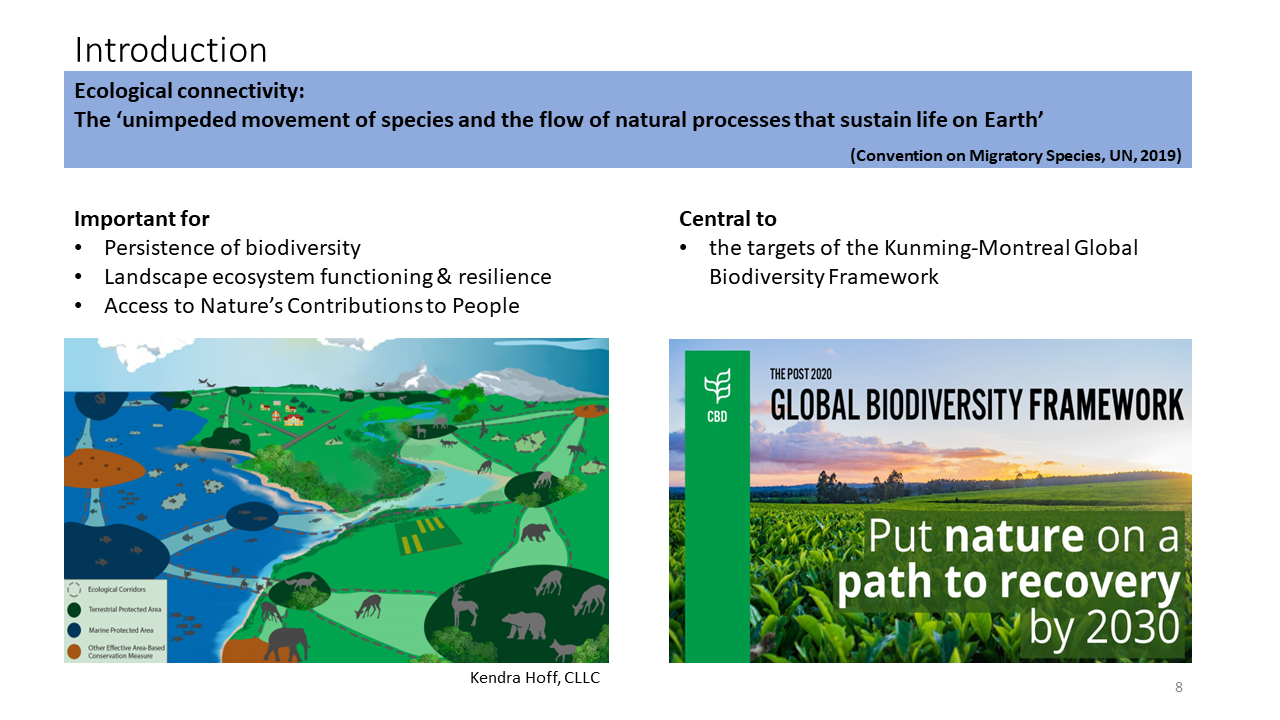 Introduction
Ecological connectivity:
The ‘unimpeded movement of species and the flow of natural processes that sustain life on Earth’
(Convention on Migratory Species, UN, 2019)
Important for
• Persistence of biodiversity
• Landscape ecosystem functioning & resilience
• Access to Nature’s Contributions to People
Central to
• the targets of the Kunming-Montreal Global
Biodiversity Framework
Ecological Corridors
Terrestrial Protected Area
Marine Protected Area
Other Effective Area-Based
Conservation Measure
Kendra Hoff, CLLC
CBD
THE POST 2020
GLOBAL BIODIVERSITY FRAMEWORK
Put nature on a
path to recovery
by 2030
8